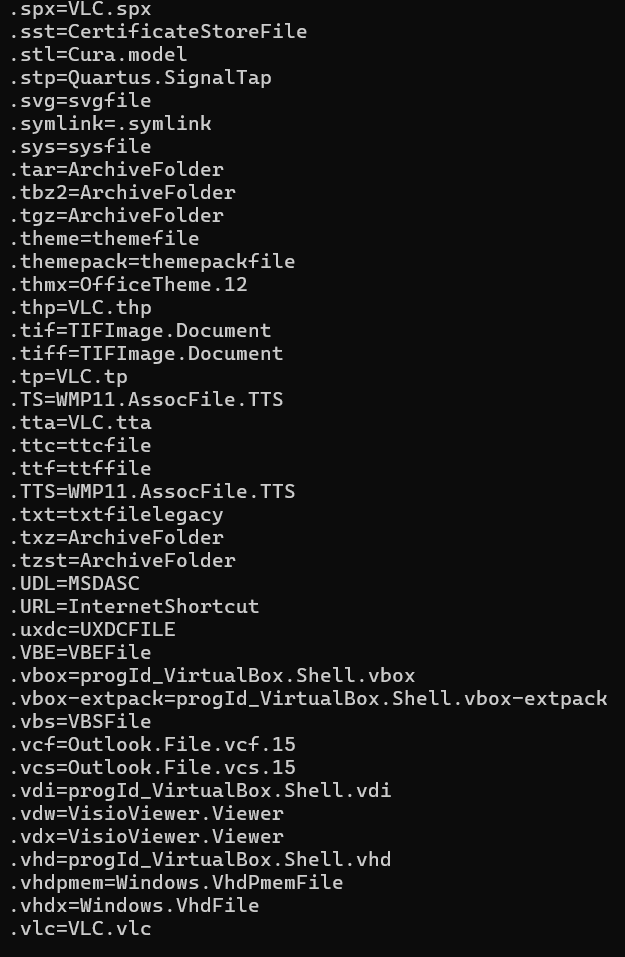 .spx=VLC.spx
.sst=CertificateStoreFile
.stl=Cura.model
.stp=Quartus.SignalTap
.svg=svgfile
.symlink=.symlink
.sys=sysfile
.tar=ArchiveFolder
.tbz2=ArchiveFolder
.tgz=ArchiveFolder
.theme=themefile
.themepack=themepackfile
.thmx=OfficeTheme.12
.thp=VLC.thp
.tif=TIFImage.Document
.tiff=TIFImage.Document
.tp=VLC.tp
.TS=WMP11.AssocFile.TTS
.tta=VLC.tta
.ttc=ttcfile
.ttf=ttffile
.TTS=WMP11.AssocFile.TTS
.txt=txtfilelegacy
.txz=ArchiveFolder
.tzst=ArchiveFolder
.UDL=MSDASC
.URL=InternetShortcut
.uxdc=UXDCFILE
.VBE=VBEFile
.vbox=progId_VirtualBox.Shell.vbox
.vbox-extpack=progId_VirtualBox.Shell.vbox-extpack
.vbs=VBSFile
.vcf=Outlook.File.vcf.15
.vcs=Outlook.File.vcs.15
.vdi=progId_VirtualBox.Shell.vdi
.vdw=VisioViewer.Viewer
.vdx=VisioViewer.Viewer
.vhd=progId_VirtualBox.Shell.vhd
.vhdpmem=Windows.VhdPmemFile
.vhdx=Windows.VhdFile
.vlc=VLC.vlc